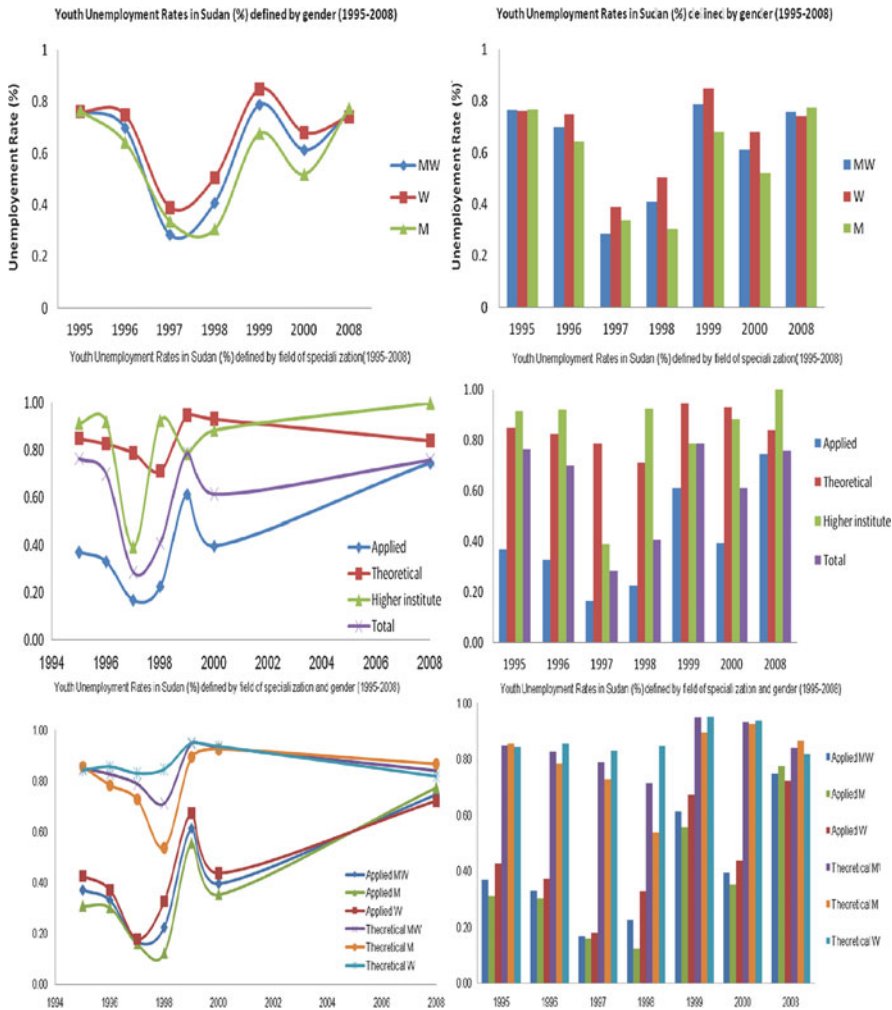 Youth Unemployment Rates in Sudan (%) defined by gender (1995-2008)
Unemployement Rate (%)
1
0.8
0.6
0.4
0.2
0
1995 1996 1997 1998 1999 2000 2008
MW
W
M
Youth Unemployment Rates in Sudan (%) defined by gender (1995-2008)
Unemployement Rate (%)
1
0.8
0.6
0.4
0.2
0
1995 1996 1997 1998 1999 2000 2008
MW
W
M
Youth Unemployment Rates in Sudan (%) defined by field of specialization(1995-2008)
1.00
0.80
0.60
0.40
0.20
0.00
1994 1996 1998 2000 2002 2004 2006 2008
Applied
Theoretical
Higher institute
Total
Youth Unemployment Rates in Sudan (%) defined by field of specialization(1995-2008)
1.00
0.80
0.60
0.40
0.20
0.00
1995 1996 1997 1998 1999 2000 2008
Applied
Theoretical
Higher institute
Total
Youth Unemployment Rates in Sudan (%) defined by field of specialization and gender (1995-2008)
1.00
0.80
0.60
0.40
0.20
0.00
1994 1996 1998 2000 2002 2004 2006 2008
Applied MW
Applied M
Applied W
Theoretical MW
Theoretical M
Theoretical W
Youth Unemployment Rates in Sudan (%) defined by field of specialization and gender (1995-2008)
1.00
0.80
0.60
0.40
0.20
0.00
1995 1997 1998 1999 2000
Applied MW
Applied M
Applied W
Theoretical
Theoretical M
Theoretical W